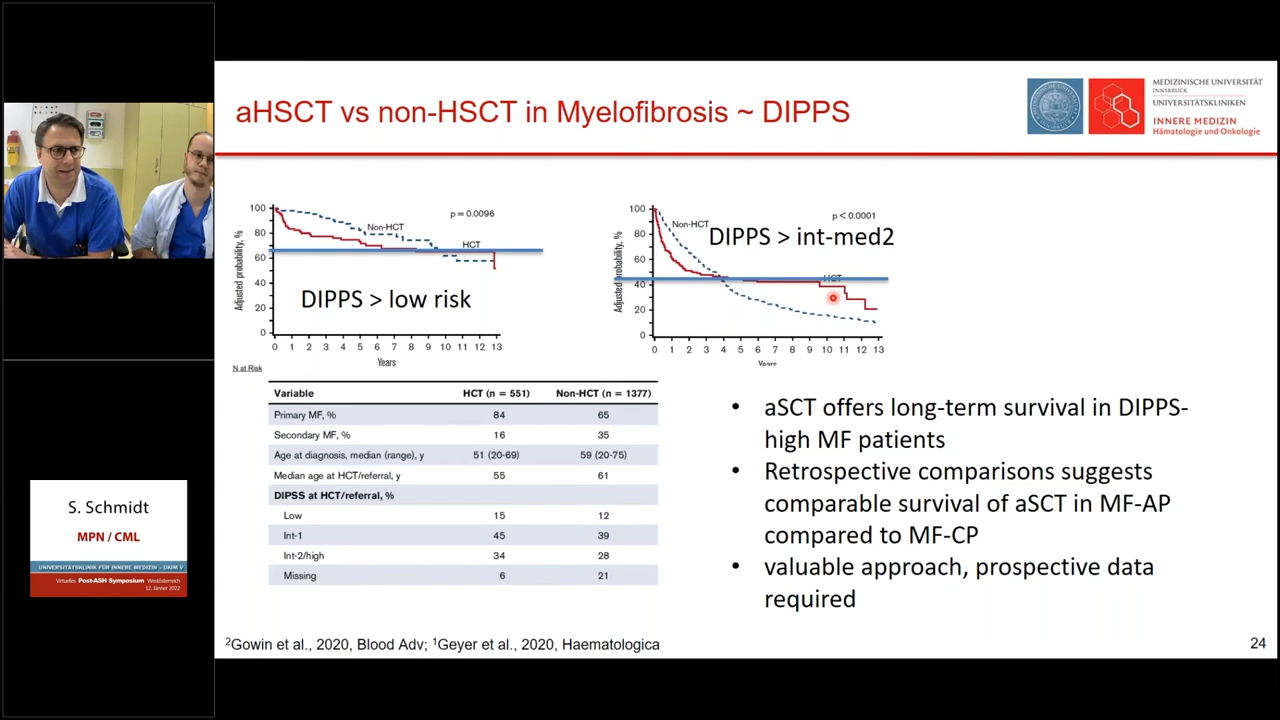 aHSCT vs non-HSCT in Myelofibrosis ~ DIPPS
MEDIZINISCHE UNIVERSITÄT
INNSBRUCK
UNIVERSITÄTSKLINIKEN
INNERE MEDIZIN
Hämatologie und Onkologie
100
80
60
40
20
0
Adjusted probability, %
Non-HCT
p = 0.0096
HCT
DIPPS > low risk
0 1 2 3 4 5 6 7 8 9 10 11 12 13
Years
N at Risk
100
80
60
40
20
0
Adjusted probability, %
Non-HCT
p < 0.0001
DIPPS > int-med2
HCT
0 1 2 3 4 5 6 7 8 9 10 11 12 13
Years
Variable HCT (n = 551) Non-HCT (n = 1377)
Primary MF, % 84 65
Secondary MF, % 16 35
Age at diagnosis, median (range), y 51 (20-69) 59 (20-75)
Median age at HCT/referral, y 55 61
DIPSS at HCT/referral, %
Low 15 12
Int-1 45 39
Int-2/high 34 28
Missing 6 21
• aSCT offers long-term survival in DIPPS-
high MF patients
• Retrospective comparisons suggests
comparable survival of aSCT in MF-AP
compared to MF-CP
• valuable approach, prospective data
required
2Gowin et al., 2020, Blood Adv; 1Geyer et al., 2020, Haematologica
24
S. Schmidt
MPN / CML
UNIVERSITÄTSKLINIK FÜR INNERE MEDIZIN – UKIM V
Virtuelles Post-ASH Symposium Westösterreich
12. Jänner 2022